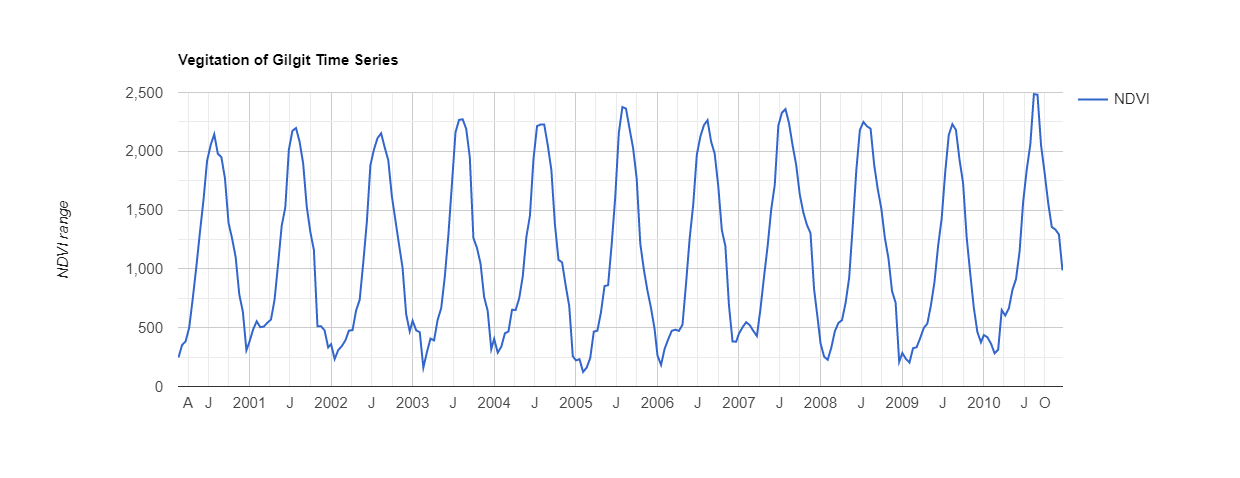 Vegitation of Gilgit Time Series
2,500
2,000
1,500
1,000
500
0
NDVI range
A J 2001 J 2002 J 2003 J 2004 J 2005 J 2006 J 2007 J 2008 J 2009 J 2010 J O
NDVI